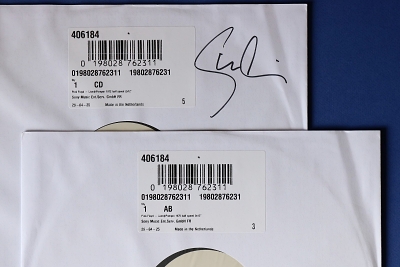 406184
0 198028 762311
0198028762311 19802876231
1 CD
Sony Music Ent.Serv. GmbH FR
5
25-04-25 Made in the Netherlands
406184
0 198028 762311
0198028762311 19802876231
1 AB
Sony Music Ent.Serv. GmbH FR
3
25-04-25 Made in the Netherlands